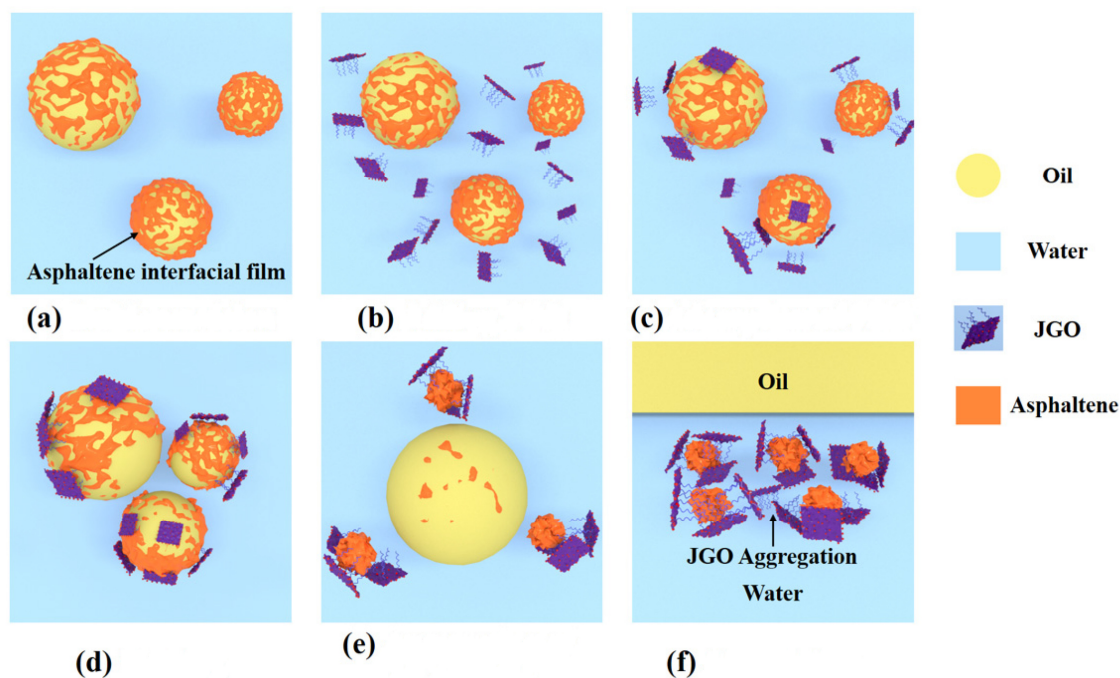 Asphaltene interfacial film
(a)
(b)
(c)
Oil
Water
JGO
Asphaltene
Oil
JGO Aggregation
Water
(d)
(e)
(f)